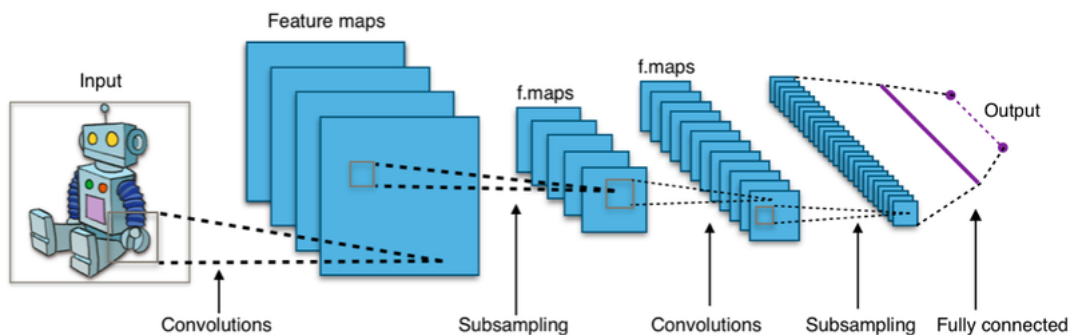 Feature maps
Input
f.maps
f.maps
Output
Convolutions
Subsampling
Convolutions
Subsampling
Fully connected